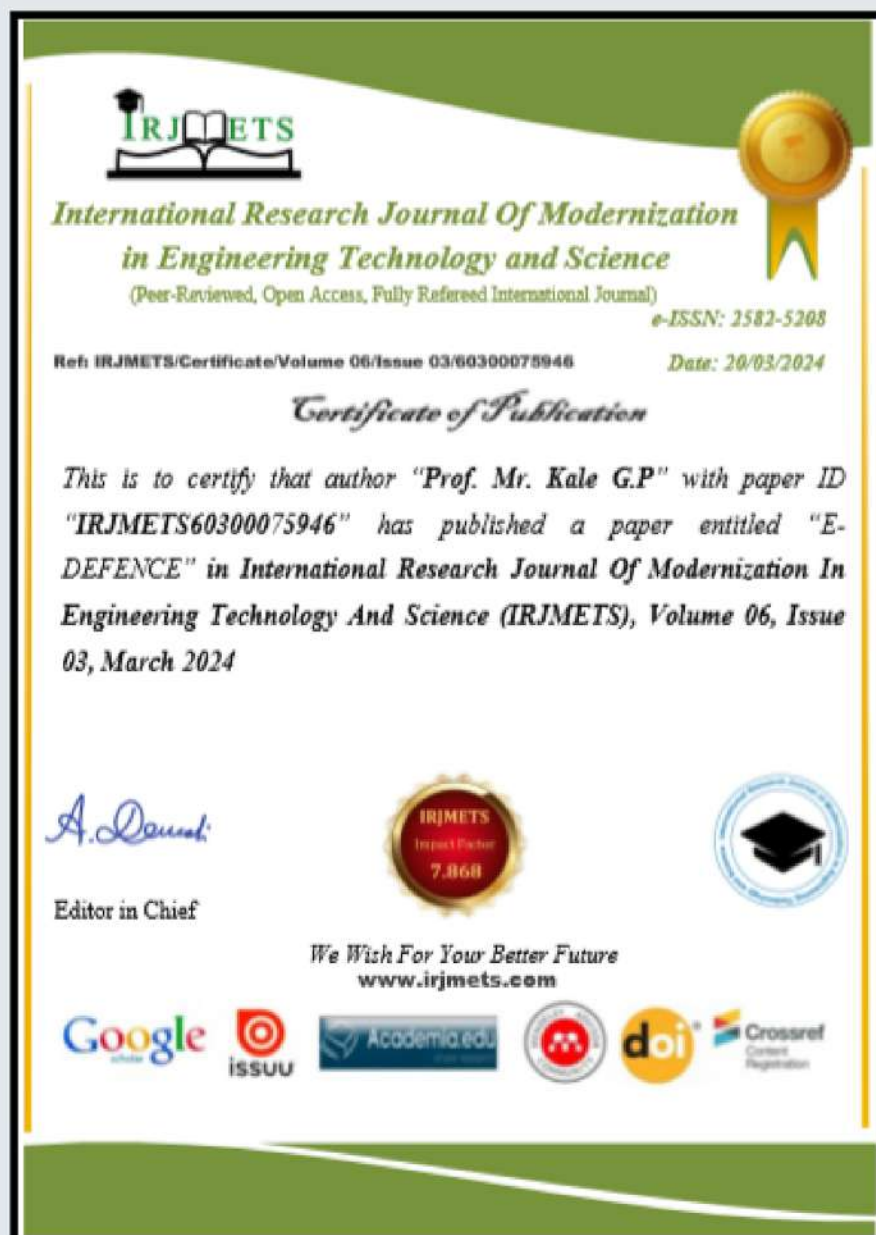 IRJMETS
International Research Journal Of Modernization
in Engineering Technology and Science
(Peer-Reviewed, Open Access, Fully Refereed International Journal)
e-ISSN: 2582-5208
Ref: IRJMETS/Certificate/Volume 06/Issue 03/60300075946
Date: 20/03/2024
Certificate of Publication
This is to certify that author "Prof. Mr. Kale G.P" with paper ID
"IRJMETS60300075946" has published a paper entitled "E-
DEFENCE" in International Research Journal Of Modernization In
Engineering Technology And Science (IRJMETS), Volume 06, Issue
03, March 2024
IRJMETS
Impact Factor
7.868
Editor in Chief
We Wish For Your Better Future
www.irjmets.com
Google
scholar
issuu
Academia.edu
doi
Crossref
Content
Registration